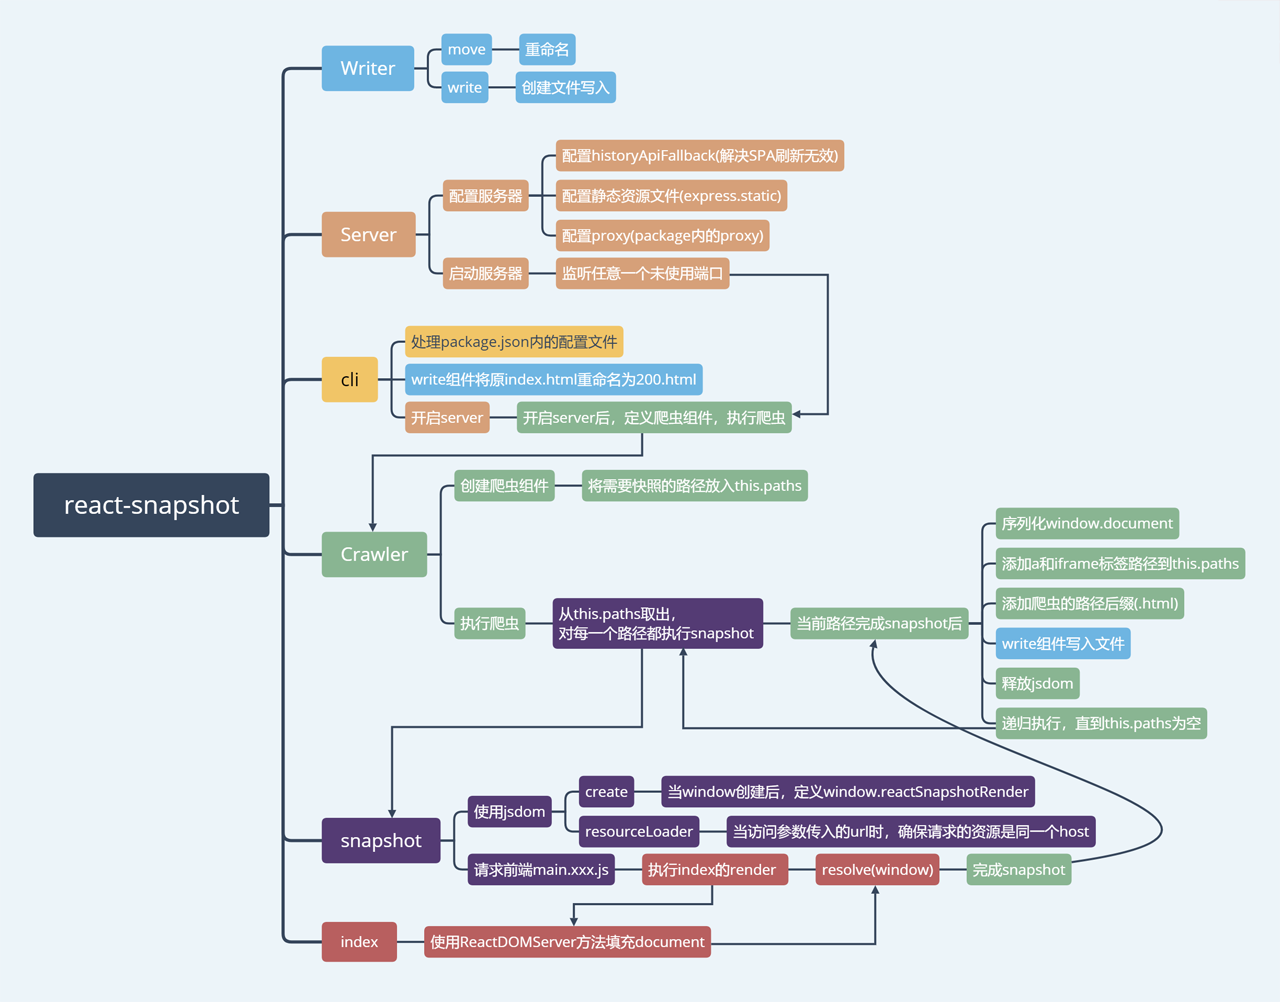 react-snapshot
Writer
move
重命名
write
创建文件写入
Server
配置服务器
配置historyApiFallback(解决SPA刷新无效)
配置静态资源文件(express.static)
配置proxy(package内的proxy)
启动服务器
监听任意一个未使用端口
cli
处理package.json内的配置文件
write组件将原index.html重命名为200.html
开启server
开启server后，定义爬虫组件，执行爬虫
Crawler
创建爬虫组件
将需要快照的路径放入this.paths
执行爬虫
从this.paths取出，
对每一个路径都执行snapshot
当前路径完成snapshot后
序列化window.document
添加a和iframe标签路径到this.paths
添加爬虫的路径后缀(.html)
write组件写入文件
释放jsdom
递归执行，直到this.paths为空
snapshot
使用jsdom
create
当window创建后，定义window.reactSnapshotRender
resourceLoader
当访问参数传入的url时，确保请求的资源是同一个host
请求前端main.xxx.js
执行index的render
resolve(window)
完成snapshot
index
使用ReactDOMServer方法填充document